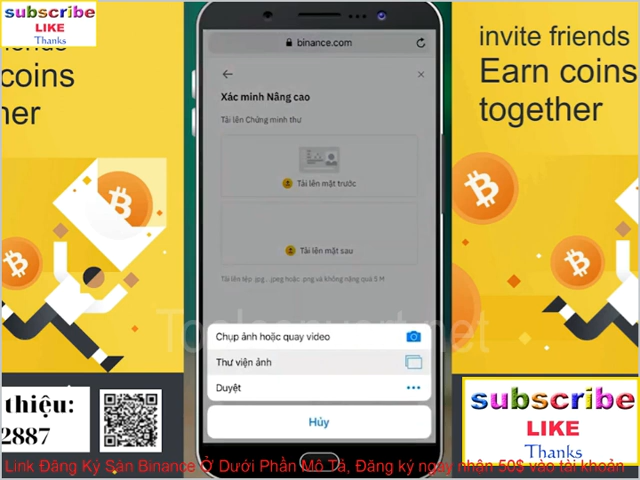 subscribe
LIKE
Thanks
coins
her
invite friends
Earn coins
together
binance.com
Xác minh Nâng cao
Tải lên Chứng minh thư
Tải lên mặt trước
Tải lên mặt sau
Tải lên tệp .jpg, .jpeg hoặc .png và không nặng quá 5 M
Chụp ảnh hoặc quay video
Thư viện ảnh
Duyệt
Hủy
thiệu:
2887
subscribe
LIKE
Thanks
Link Đăng Ký Sàn Binance Ở Dưới Phần Mô Tả, Đăng ký ngay nhận 50$ vào tài khoản